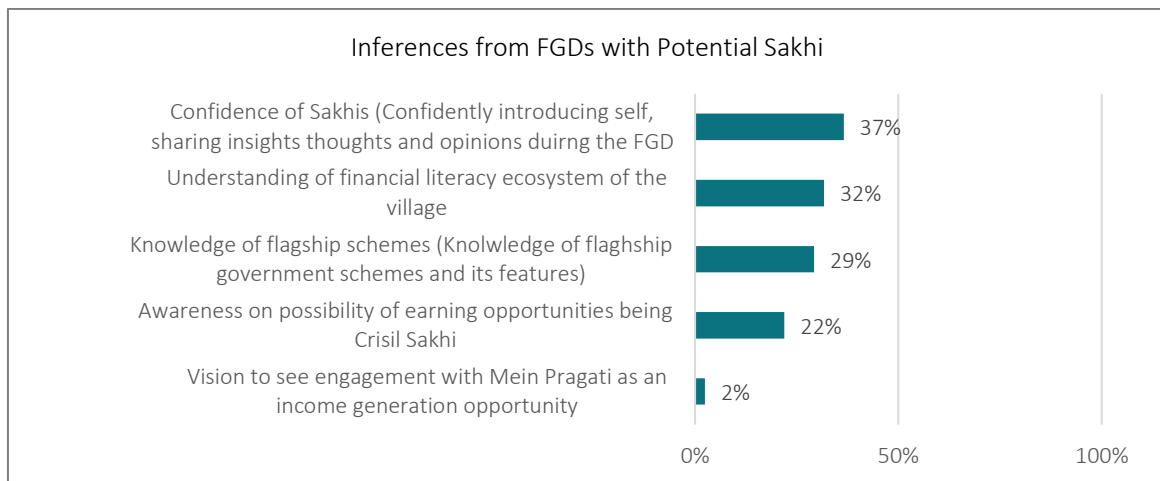 Inferences from FGDs with Potential Sakhi
Confidence of Sakhis (Confidently introducing self,
sharing insights thoughts and opinions duirng the FGD
37%
Understanding of financial literacy ecosystem of the
village
32%
Knowledge of flagship schemes (Knolwledge of flaghship
government schemes and its features)
29%
Awareness on possibility of earning opportunities being
Crisil Sakhi
22%
Vision to see engagement with Mein Pragati as an
income generation opportunity
2%
0% 50% 100%